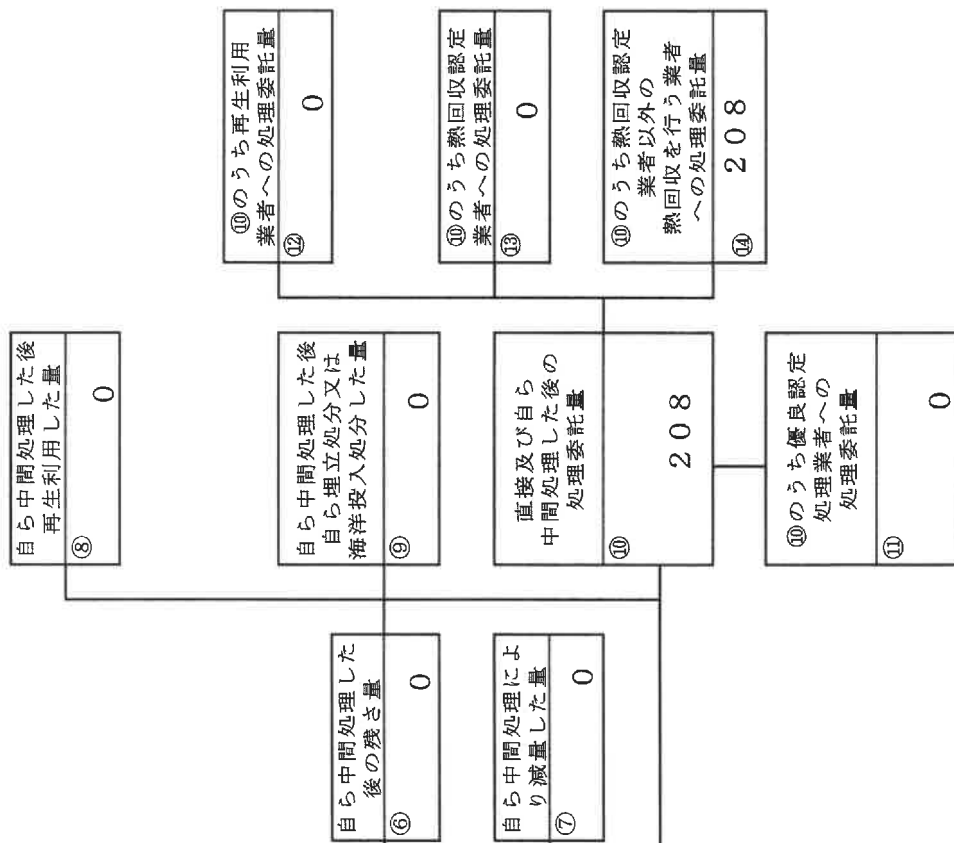 自ら中間処理した
後の残さ量
⑥
0
自ら中間処理によ
り減量した量
⑦
0
自ら中間処理した後
再生利用した量
⑧
0
自ら中間処理した後
自ら埋立処分又は
海洋投入処分した量
⑨
0
直接及び自ら
中間処理した後の
処理委託量
⑩
208
⑩のうち優良認定
処理業者への
処理委託量
⑪
0
⑩のうち再生利用
業者への処理委託量
⑫
0
⑩のうち熱回収認定
業者への処理委託量
⑬
0
⑩のうち熱回収認定
業者以外の
熱回収を行う業者
への処理委託量
⑭
208